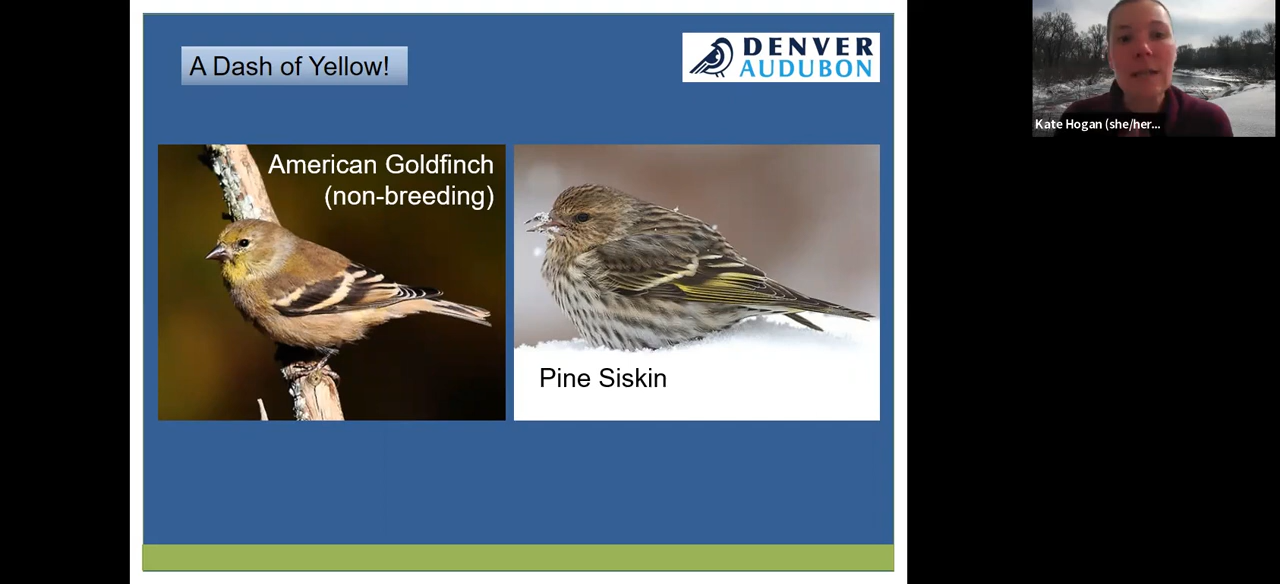 A Dash of Yellow!
DENVER
AUDUBON
American Goldfinch
(non-breeding)
Pine Siskin
Kate Hogan (she/her...